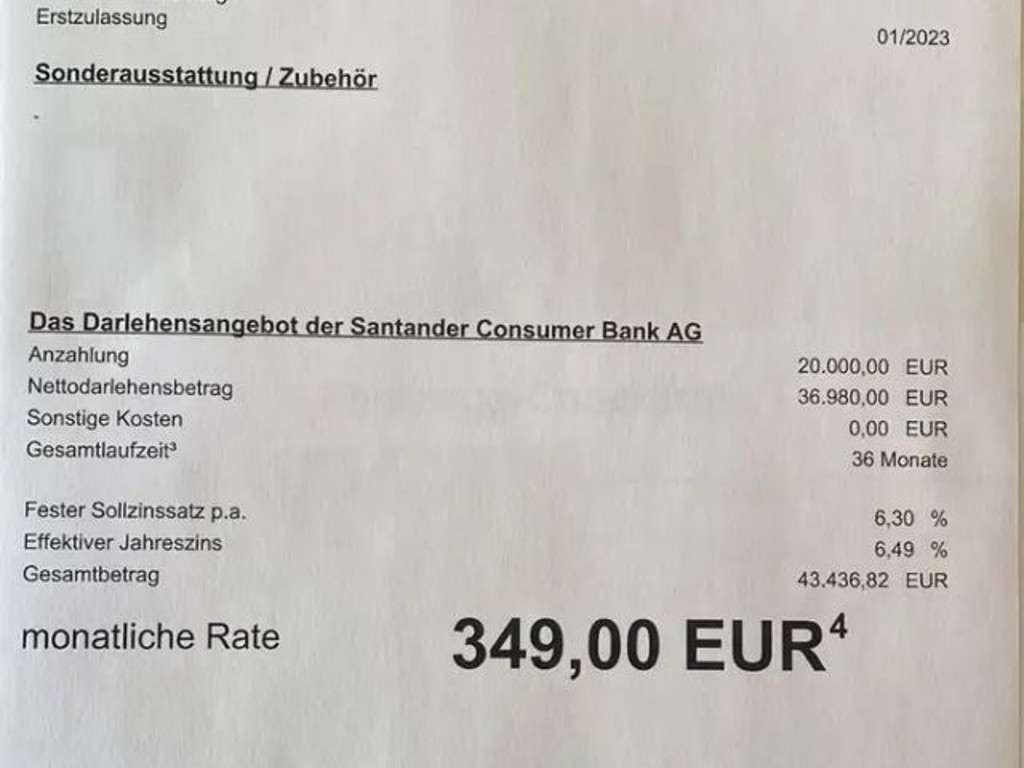 Erstzulassung 01/2023
Sonderausstattung / Zubehör
-
Das Darlehensangebot der Santander Consumer Bank AG
Anzahlung 20.000,00 EUR
Nettodarlehensbetrag 36.980,00 EUR
Sonstige Kosten 0,00 EUR
Gesamtlaufzeit³ 36 Monate
Fester Sollzinssatz p.a. 6,30 %
Effektiver Jahreszins 6,49 %
Gesamtbetrag 43.436,82 EUR
monatliche Rate 349,00 EUR⁴